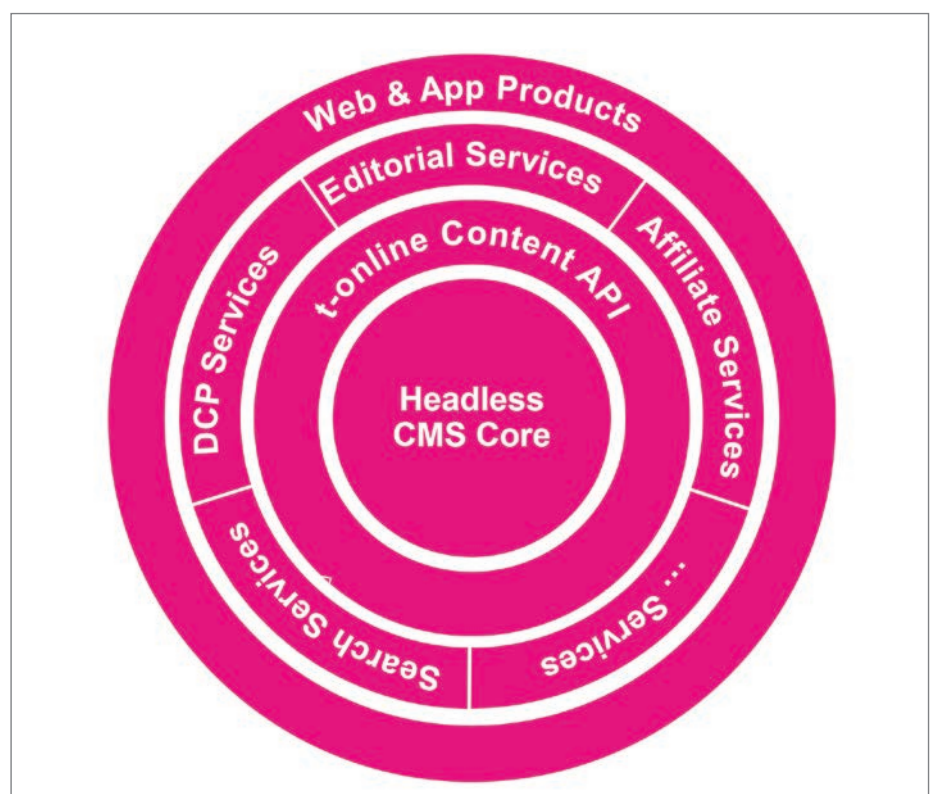 Web & App Products
Editorial Services
Affiliate Services
... Services
Search Services
DCP Services
t-online Content API
Headless
CMS Core